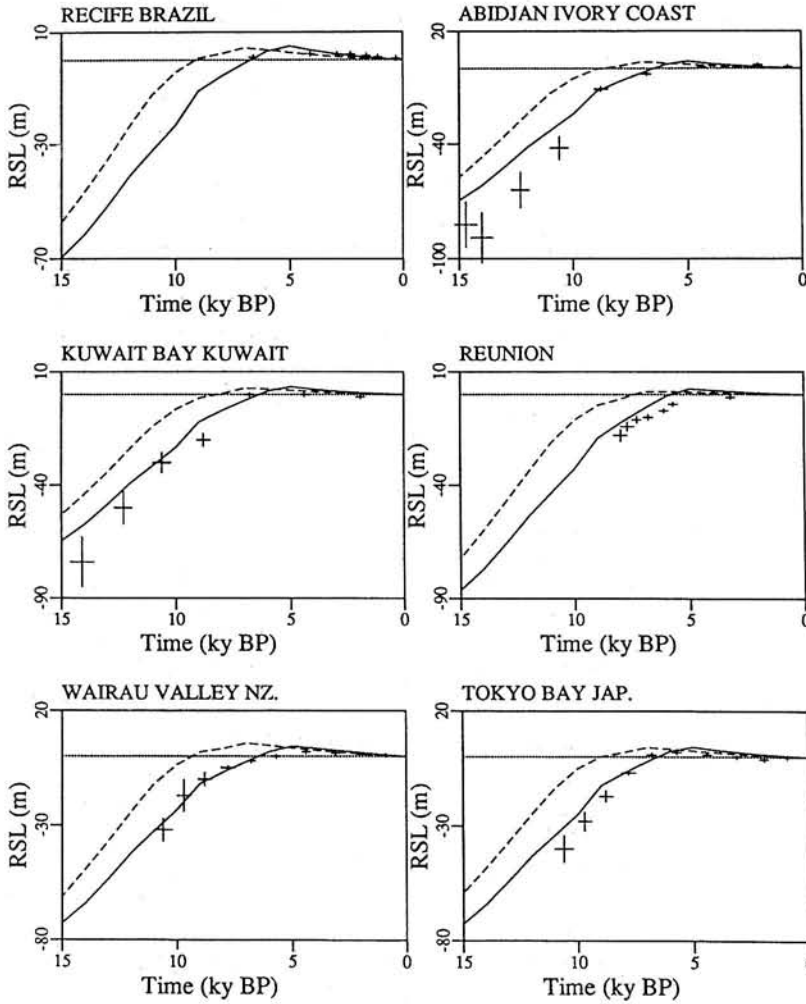 RECIFE BRAZIL
10
-30
-70
RSL (m)
15
10
5
0
Time (ky BP)
ABIDJAN IVORY COAST
20
-40
-100
RSL (m)
15
10
5
0
Time (ky BP)
KUWAIT BAY KUWAIT
10
-40
-90
RSL (m)
15
10
5
0
Time (ky BP)
REUNION
10
-40
-90
RSL (m)
15
10
5
0
Time (ky BP)
WAIRAU VALLEY NZ.
20
-30
-80
RSL (m)
15
10
5
0
Time (ky BP)
TOKYO BAY JAP.
20
-30
-80
RSL (m)
15
10
5
0
Time (ky BP)